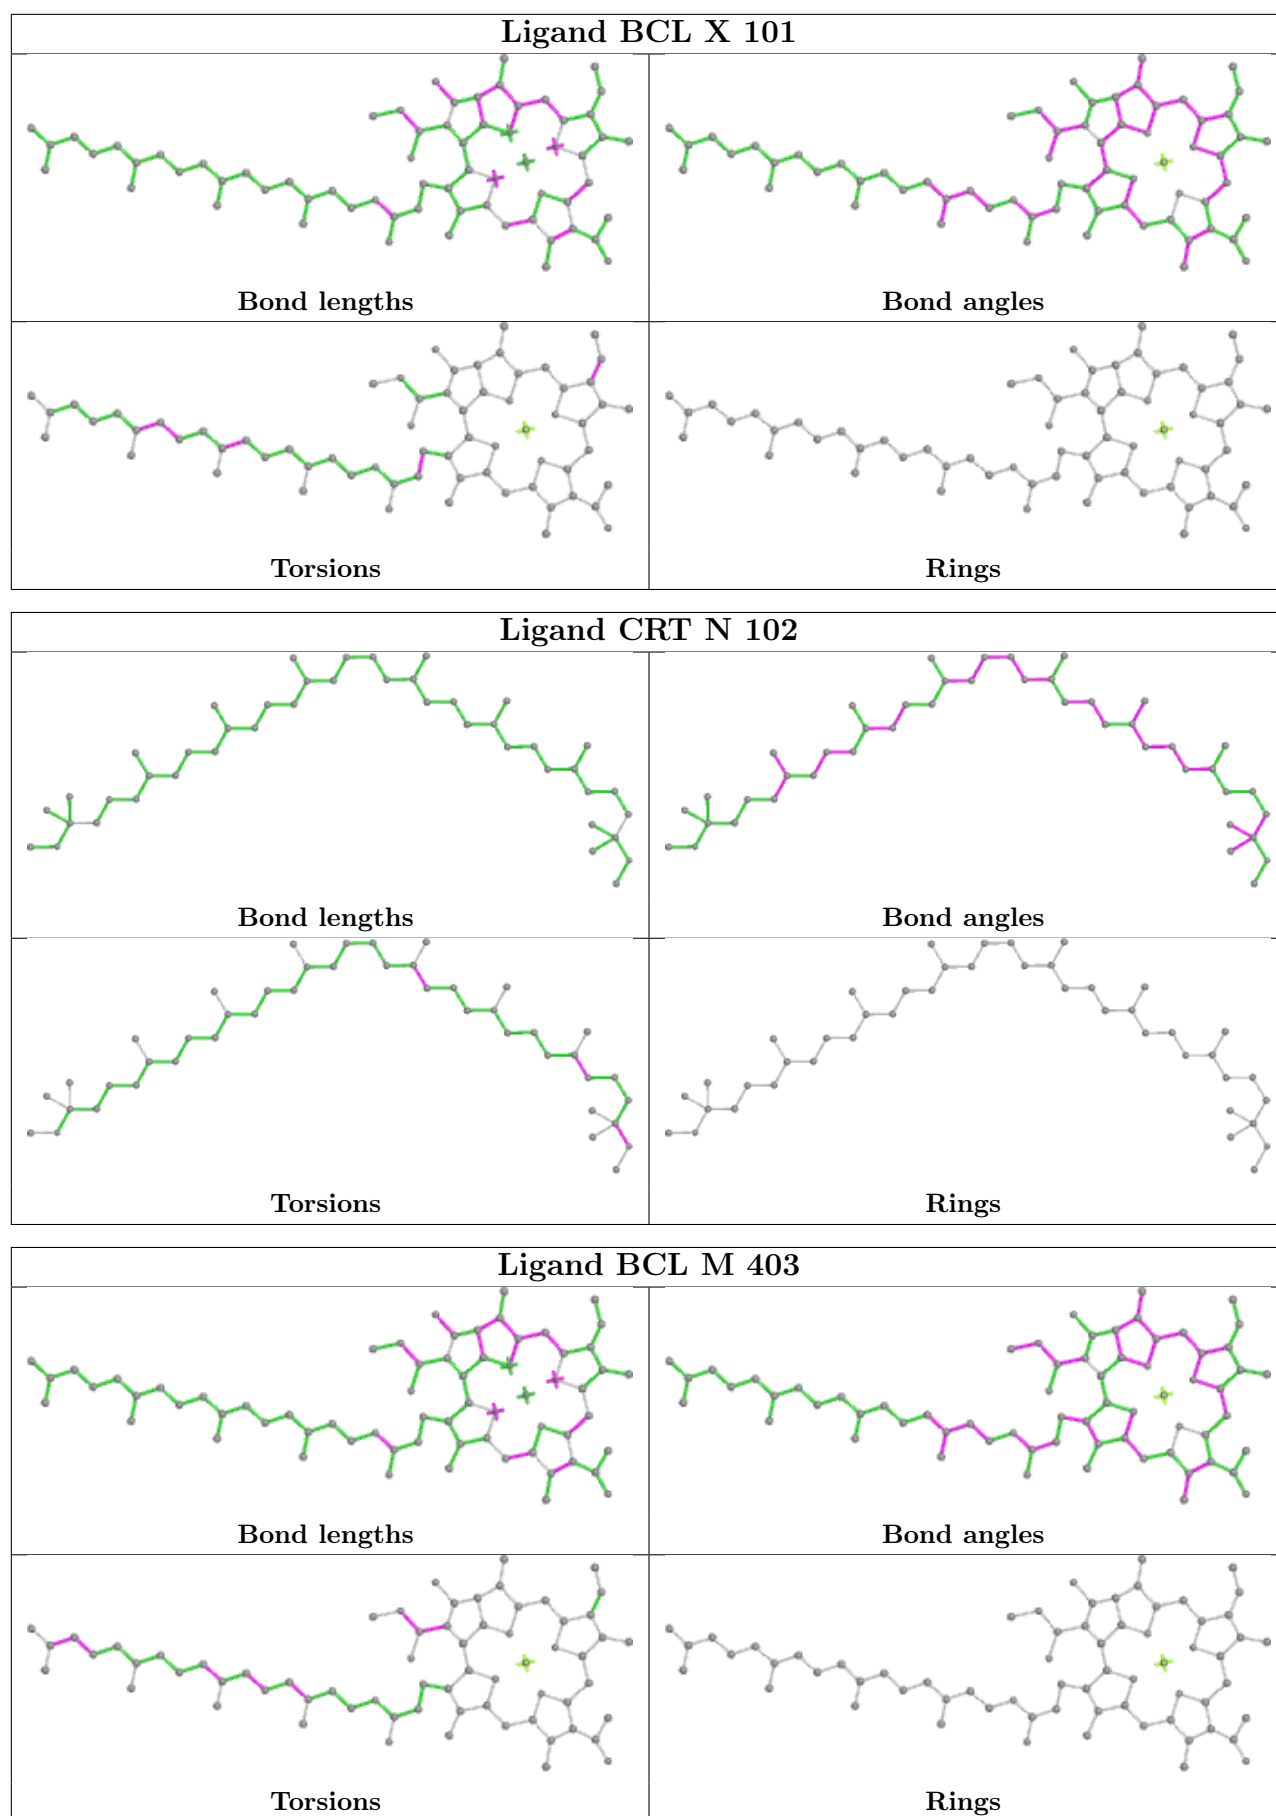 Ligand BCL X 101
Bond lengths
Bond angles
Torsions
Rings
Ligand CRT N 102
Bond lengths
Bond angles
Torsions
Rings
Ligand BCL M 403
Bond lengths
Bond angles
Torsions
Rings